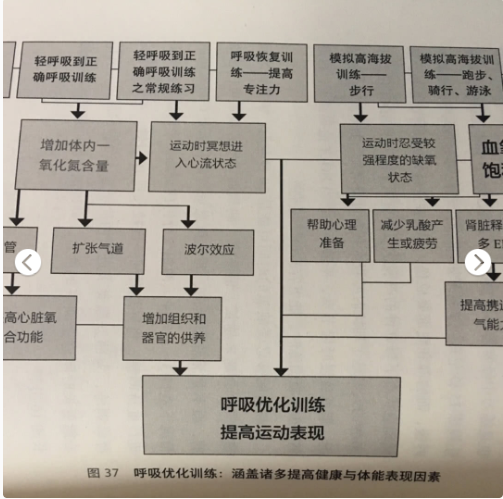 轻呼吸到正
确呼吸训练
轻呼吸到正
确呼吸训练
之常规练习
呼吸恢复训
练——提高
专注力
模拟高海拔
训练——
步行
模拟高海拔训
练——跑步、
骑行、游泳
增加体内一
氧化氮含量
运动时冥想进
入心流状态
运动时忍受较
强程度的缺氧
状态
血
饱
管
扩张气道
波尔效应
帮助心理
准备
减少乳酸产
生或疲劳
肾脏释
多 E
高心脏氧
合功能
增加组织和
器官的供养
提高携
气能
呼吸优化训练
提高运动表现
图 37 呼吸优化训练：涵盖诸多提高健康与体能表现因素